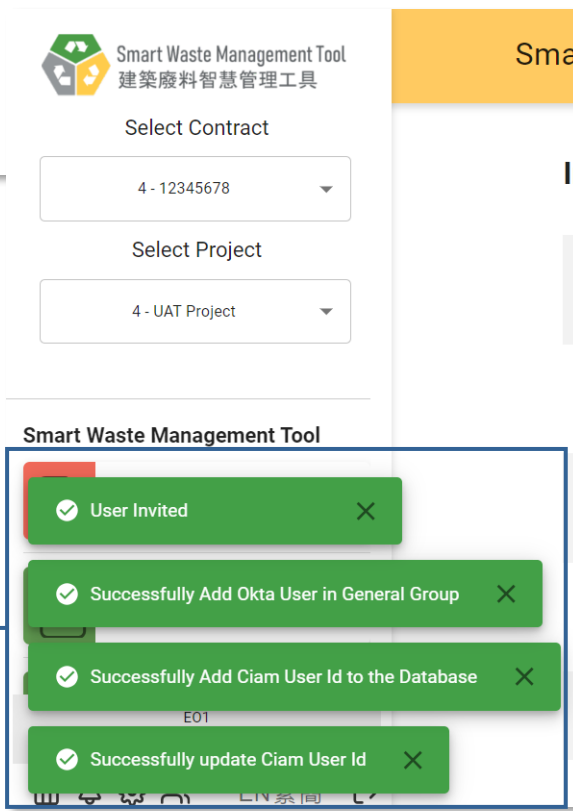 Smart Waste Management Tool
建築廢料智慧管理工具
Sma
Select Contract
4 - 12345678
Select Project
4 - UAT Project
Smart Waste Management Tool
User Invited
Successfully Add Okta User in General Group
Successfully Add Ciam User Id to the Database
EO1
Successfully update Ciam User Id
EN 繁 簡